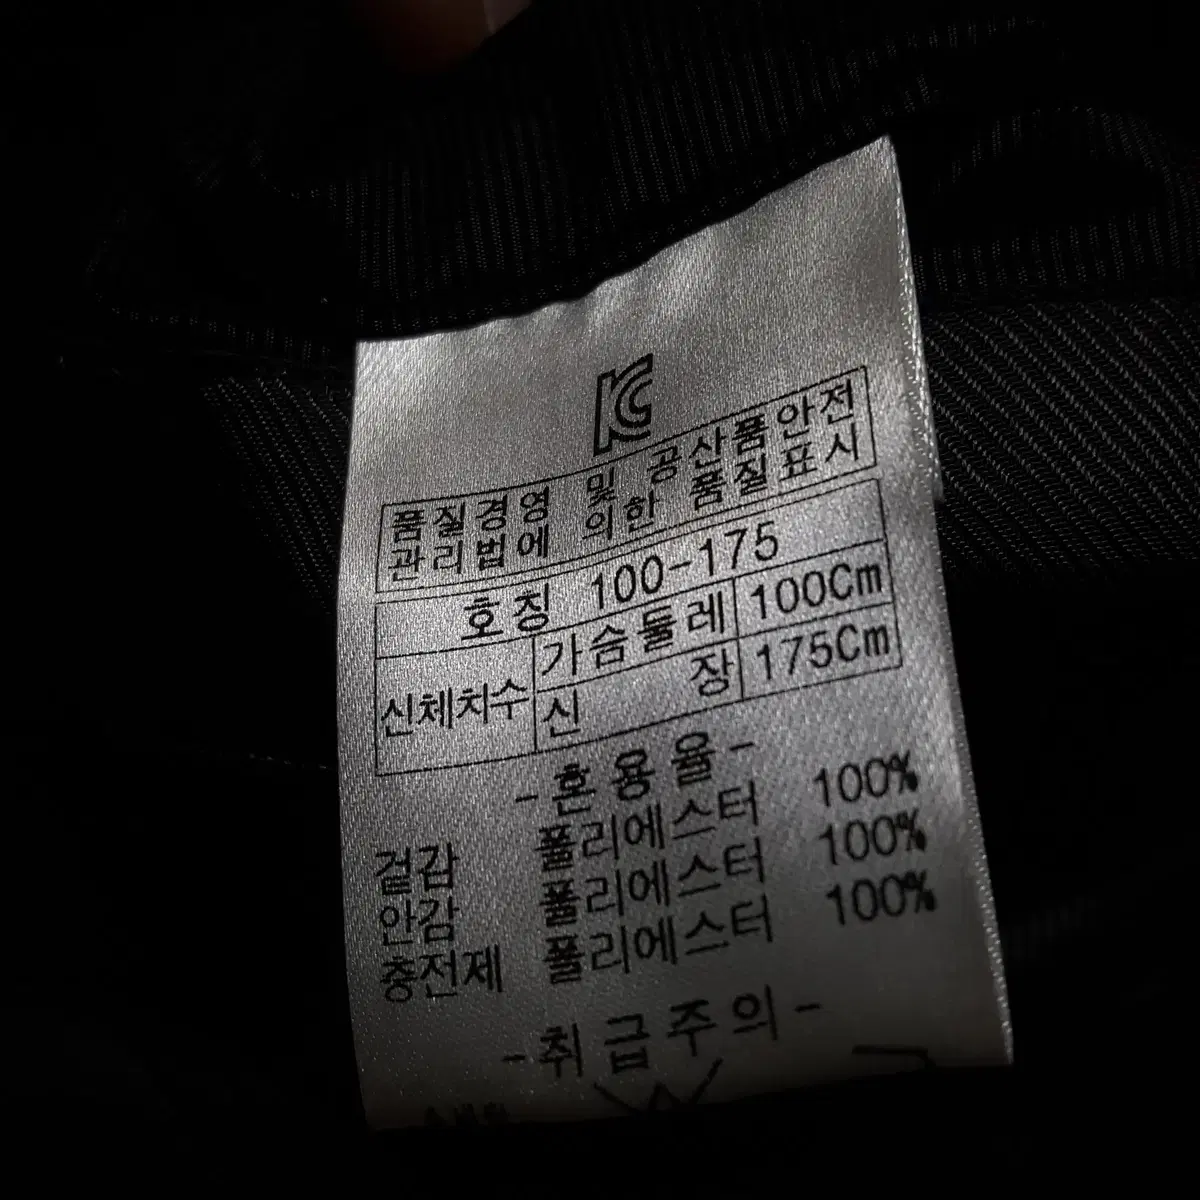 KC
품질경영 및 공산품안전
관리법에 의한 품질표시
호칭 100-175
신체치수 가슴둘레 100Cm
신 장 175Cm
-혼용율-
겉감 폴리에스터 100%
안감 폴리에스터 100%
충전제 폴리에스터 100%
-취급주의-